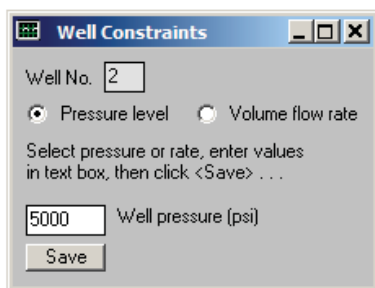 Well Constraints
Well No. 2
Pressure level Volume flow rate
Select pressure or rate, enter values
in text box, then click <Save> . . .
5000 Well pressure (psi)
Save